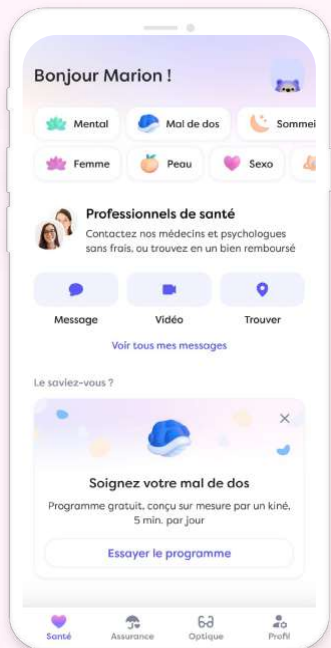 Bonjour Marion !
Mental
Mal de dos
Sommei
Femme
Peau
Sexo
Professionnels de santé
Contactez nos médecins et psychologues
sans frais, ou trouvez en un bien remboursé
Message
Vidéo
Trouver
Voir tous mes messages
Le saviez-vous ?
Soignez votre mal de dos
Programme gratuit, conçu sur mesure par un kiné,
5 min. par jour
Essayer le programme
Santé
Assurance
Optique
Profil